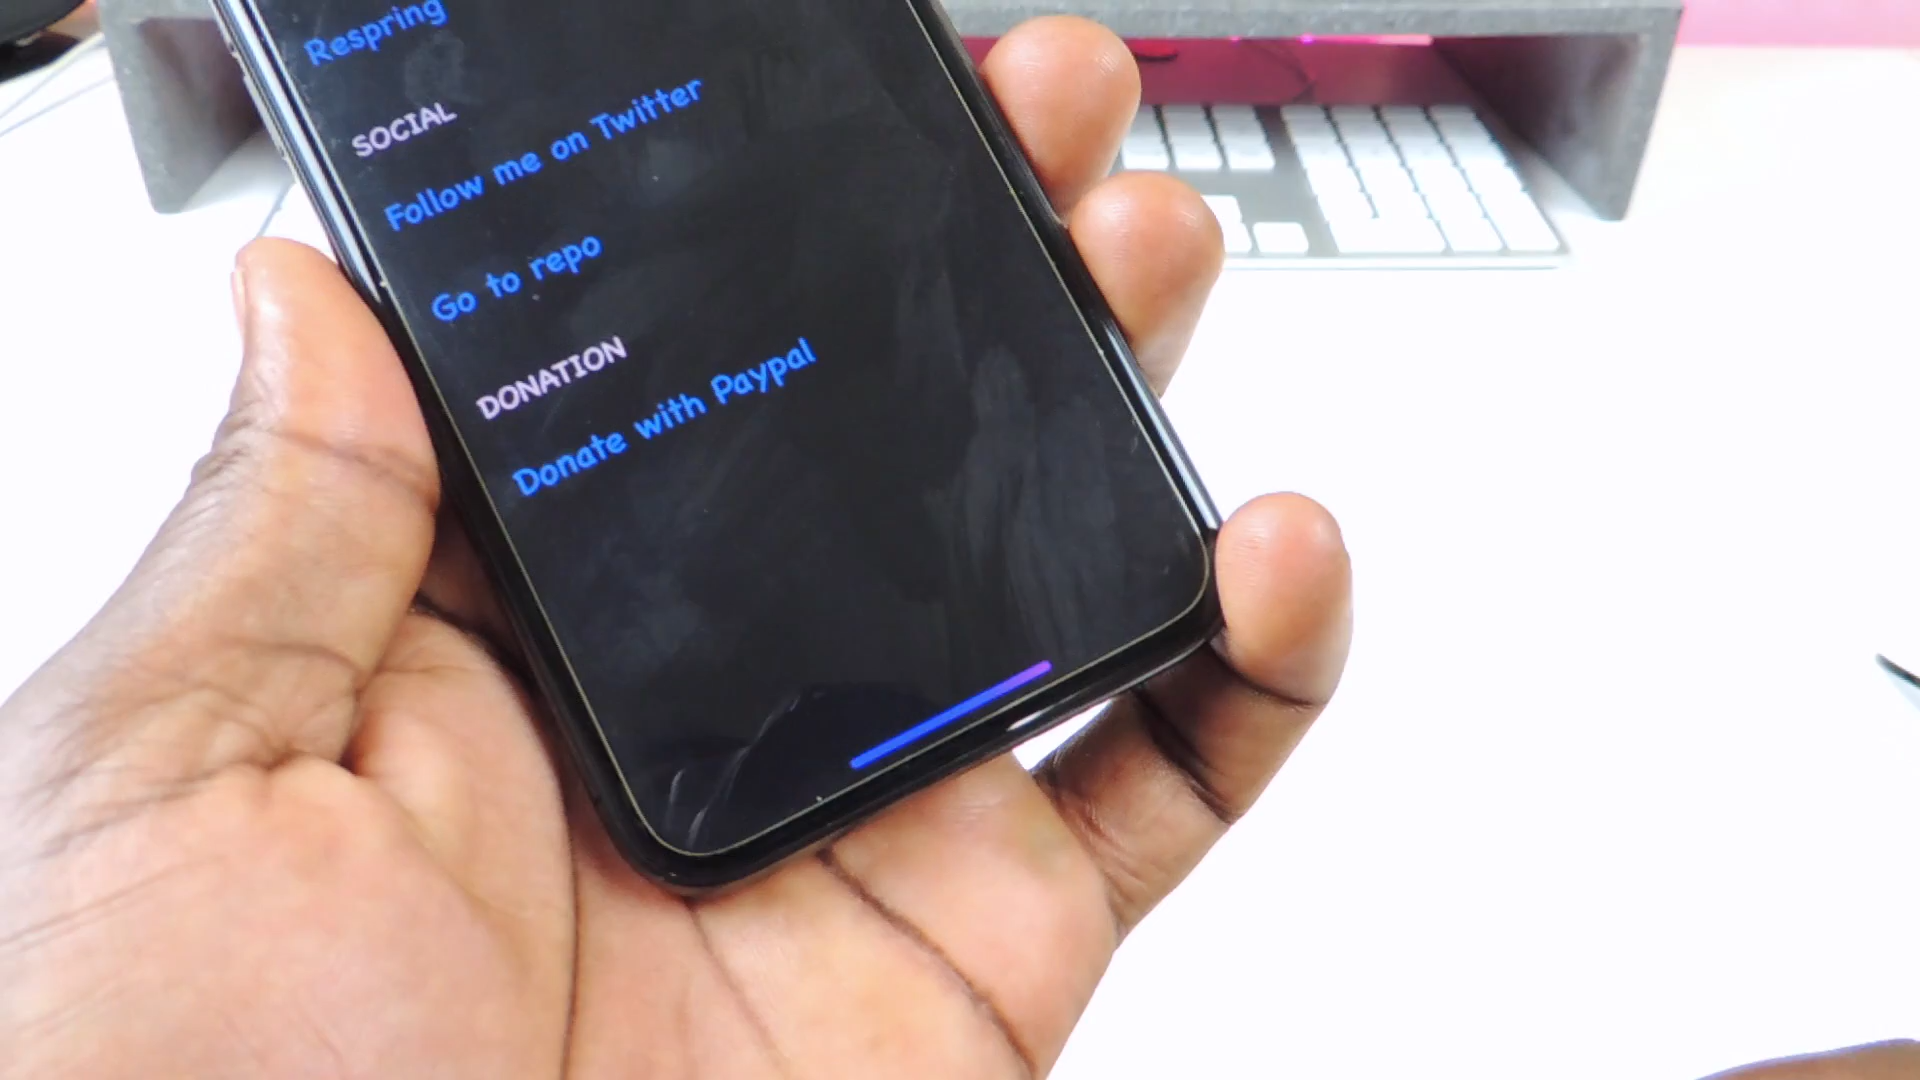 Respring
SOCIAL
Follow me on Twitter
Go to repo
DONATION
Donate with Paypal